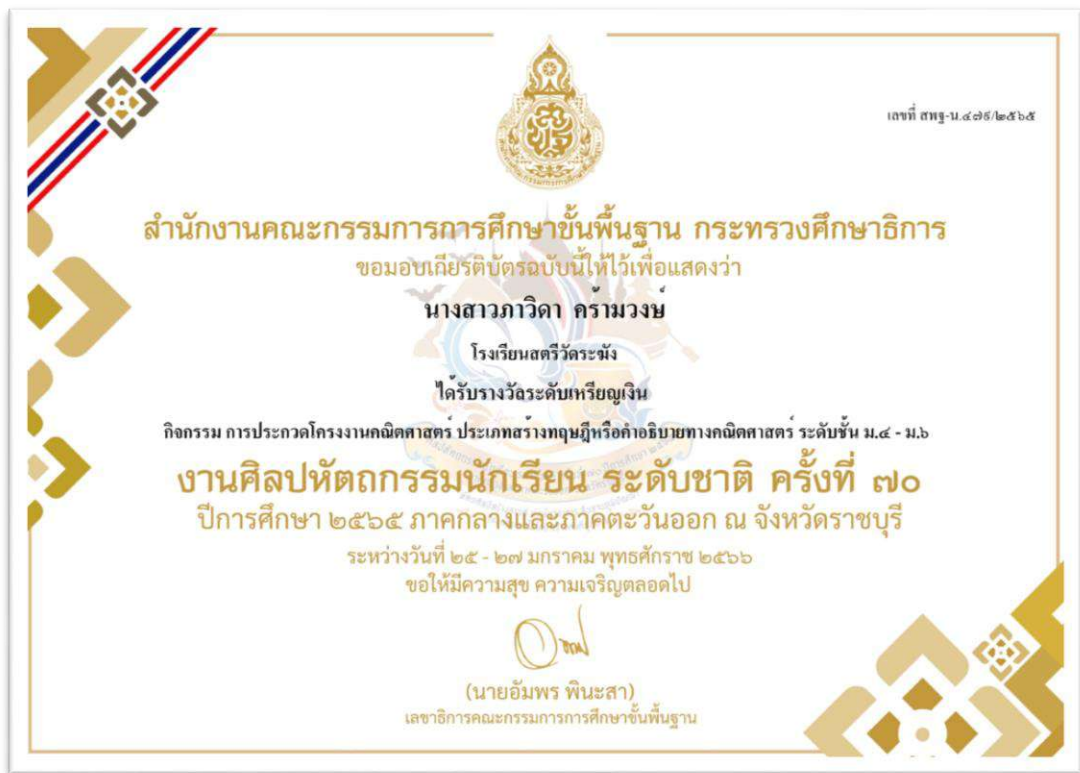 เลขที่ สพฐ-น.๔๗๙/๒๕๖๕
สำนักงานคณะกรรมการการศึกษาขั้นพื้นฐาน กระทรวงศึกษาธิการ
ขอมอบเกียรติบัตรฉบับนี้ให้ไว้เพื่อแสดงว่า
นางสาวภาวิดา คร้ามวงษ์
โรงเรียนสตรีวัดระฆัง
ได้รับรางวัลระดับเหรียญเงิน
กิจกรรม การประกวดโครงงานคณิตศาสตร์ ประเภทสร้างทฤษฎีหรือคำอธิบายทางคณิตศาสตร์ ระดับชั้น ม.๔ - ม.๖
งานศิลปหัตถกรรมนักเรียน ระดับชาติ ครั้งที่ ๗๐
ปีการศึกษา ๒๕๖๕ ภาคกลางและภาคตะวันออก ณ จังหวัดราชบุรี
ระหว่างวันที่ ๒๕ - ๒๗ มกราคม พุทธศักราช ๒๕๖๖
ขอให้มีความสุข ความเจริญตลอดไป
(นายอัมพร พินะสา)
เลขาธิการคณะกรรมการการศึกษาขั้นพื้นฐาน